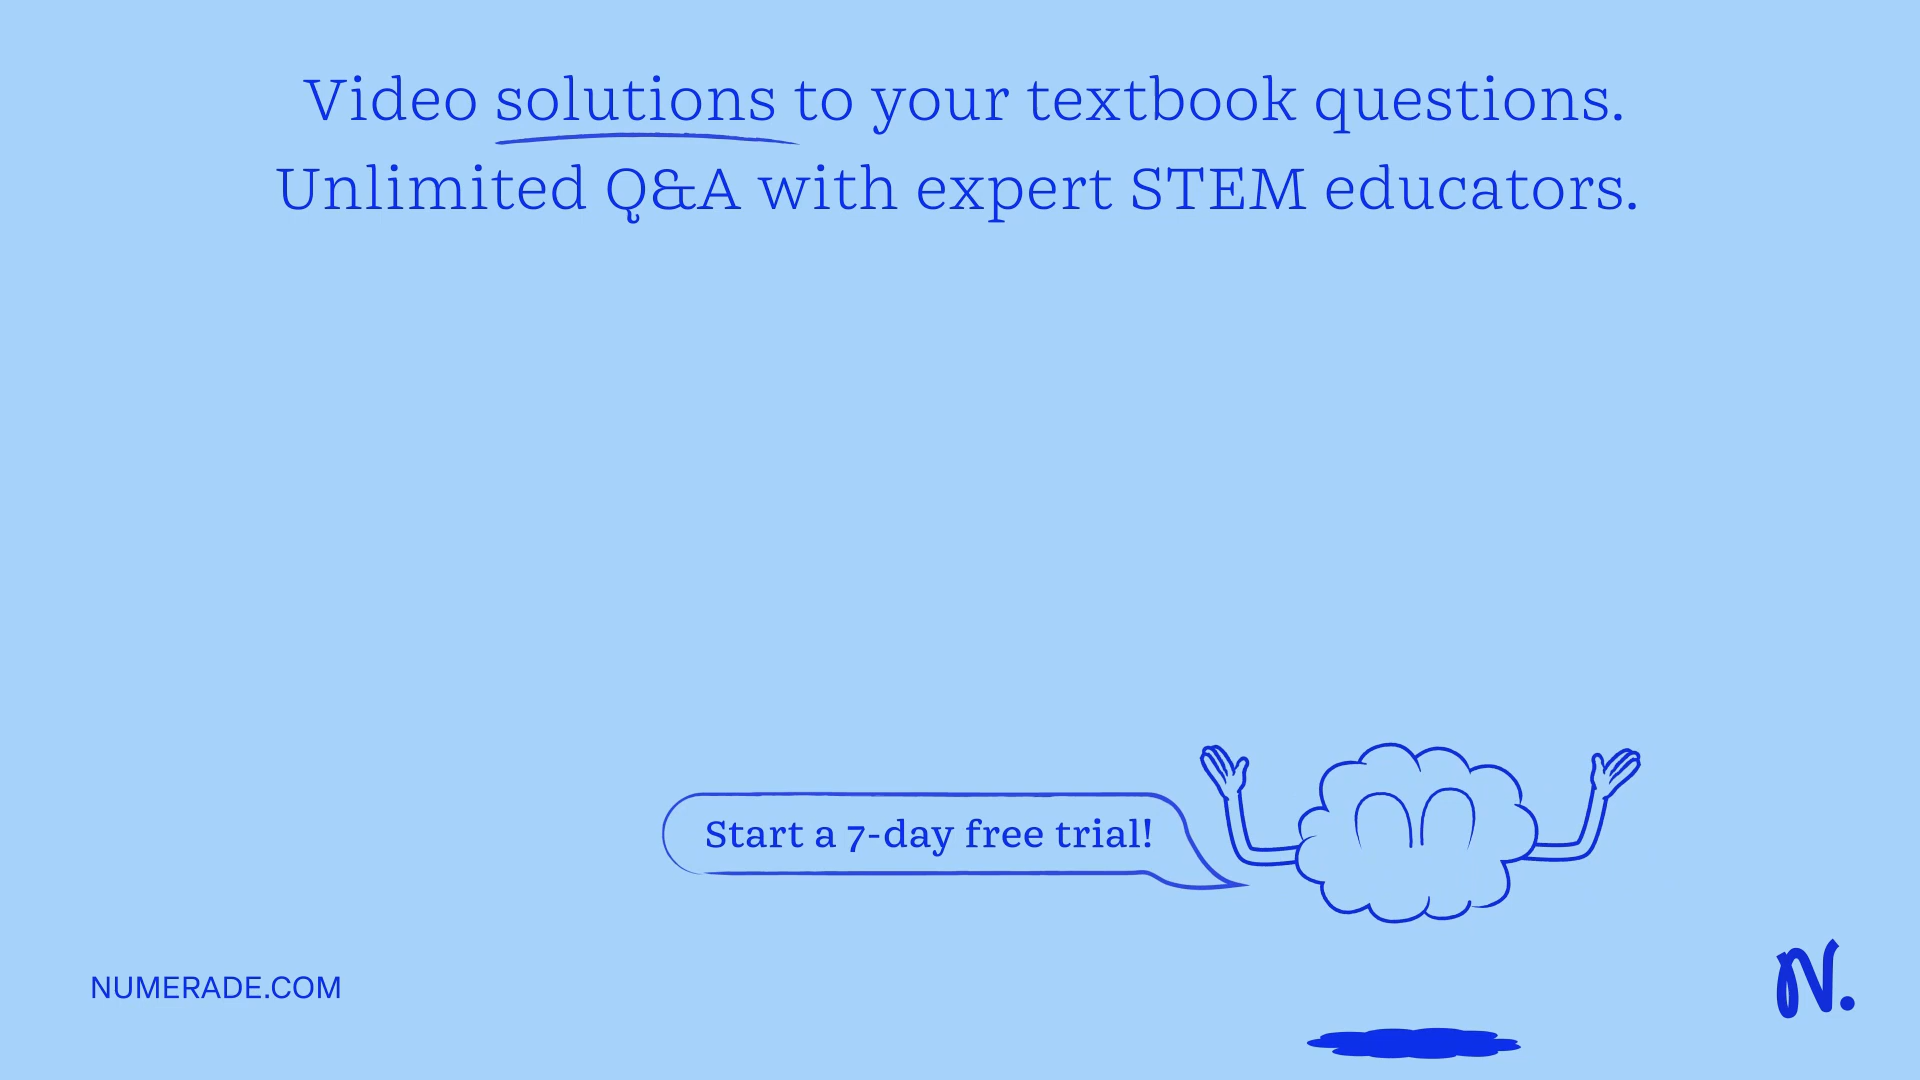 Video solutions to your textbook questions.
Unlimited Q&A with expert STEM educators.
Start a 7-day free trial!
NUMERADE.COM
N.